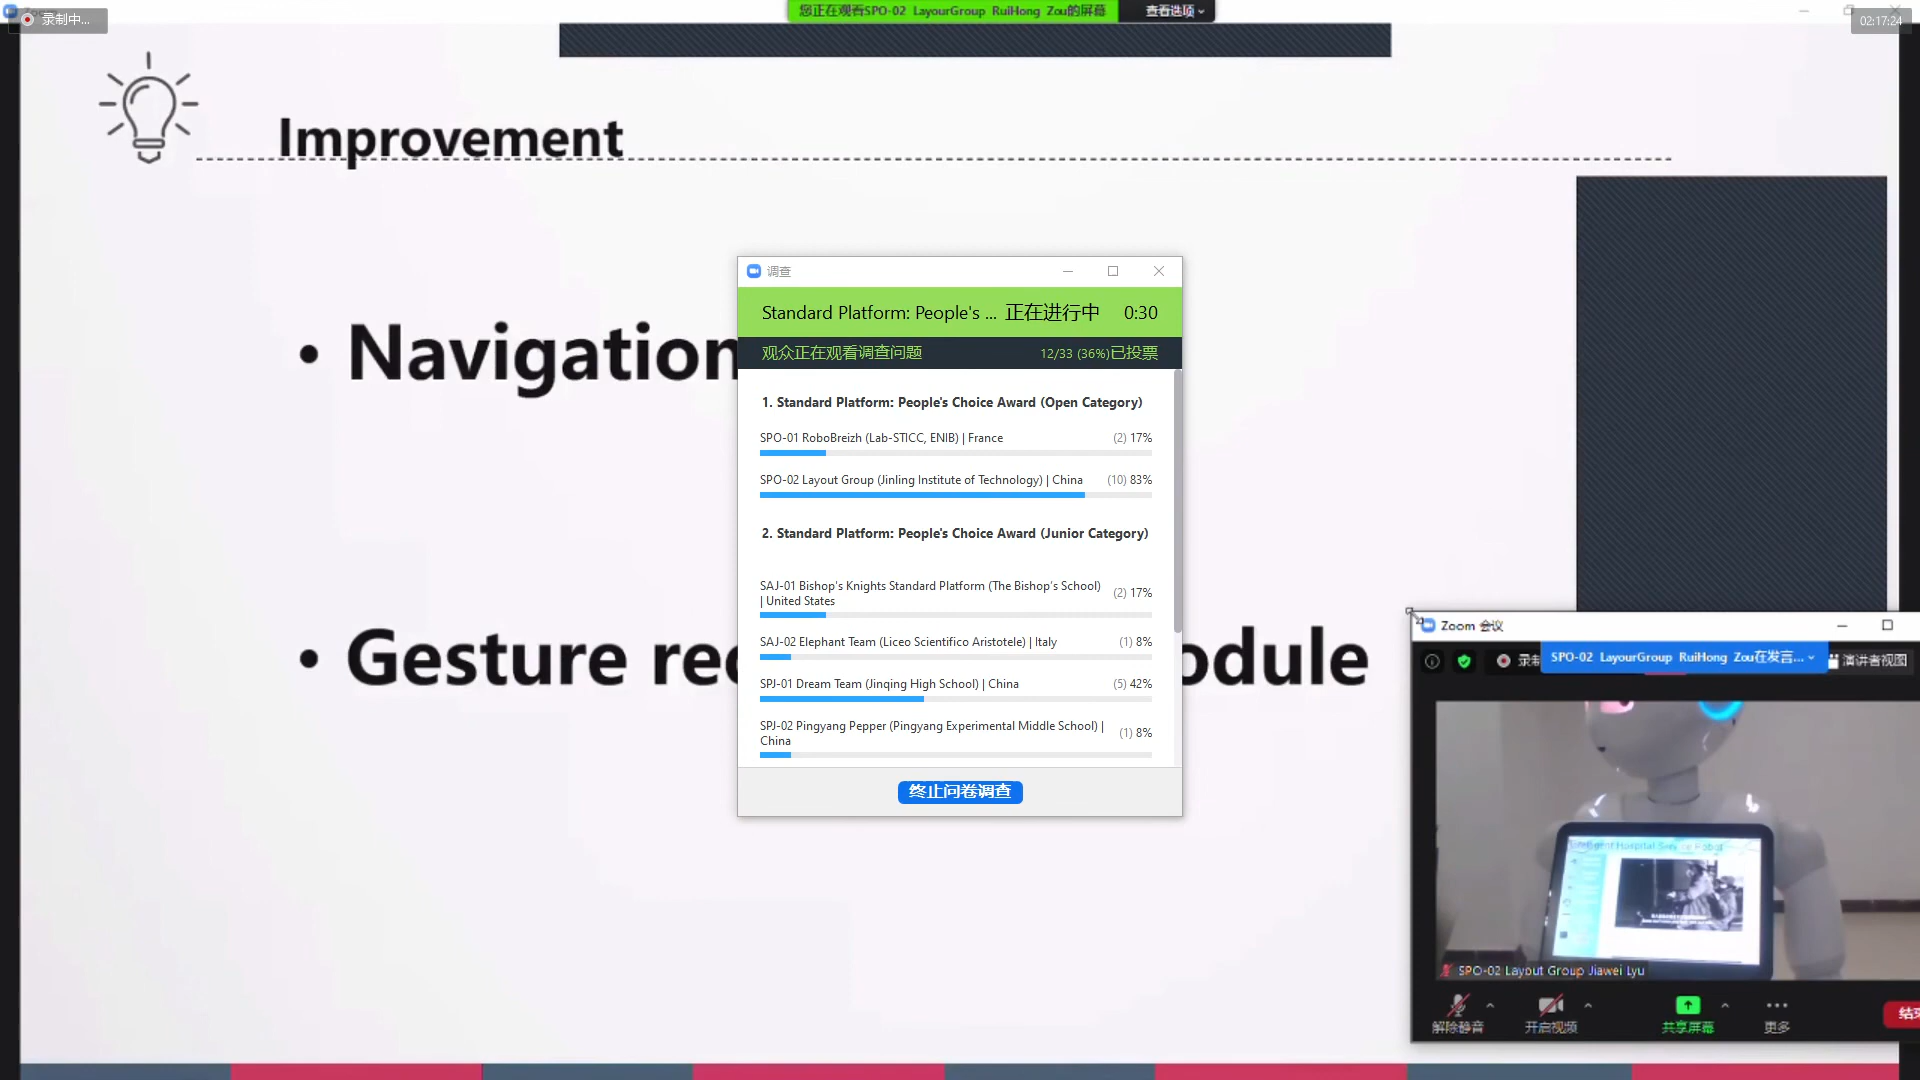 录制中...
您正在观看SPO-02 LayourGroup RuiHong Zou的屏幕
查看选项
02:17:24
Improvement
• Navigation
• Gesture rec
odule
调查
Standard Platform: People's ... 正在进行中 0:30
观众正在观看调查问题 12/33 (36%)已投票
1. Standard Platform: People's Choice Award (Open Category)
SPO-01 RoboBreizh (Lab-STICC, ENIB) | France (2) 17%
SPO-02 Layout Group (Jinling Institute of Technology) | China (10) 83%
2. Standard Platform: People's Choice Award (Junior Category)
SAJ-01 Bishop's Knights Standard Platform (The Bishop's School) | United States (2) 17%
SAJ-02 Elephant Team (Liceo Scientifico Aristotele) | Italy (1) 8%
SPJ-01 Dream Team (Jinqing High School) | China (5) 42%
SPJ-02 Pingyang Pepper (Pingyang Experimental Middle School) | China (1) 8%
终止问卷调查
Zoom 会议
录制
SPO-02 LayourGroup RuiHong Zou在发言...
演讲者视图
Intelligent Hospital Service Robot
SPO-02 Layout Group Jiawei Lyu
解除静音
开启视频
共享屏幕
更多
结束